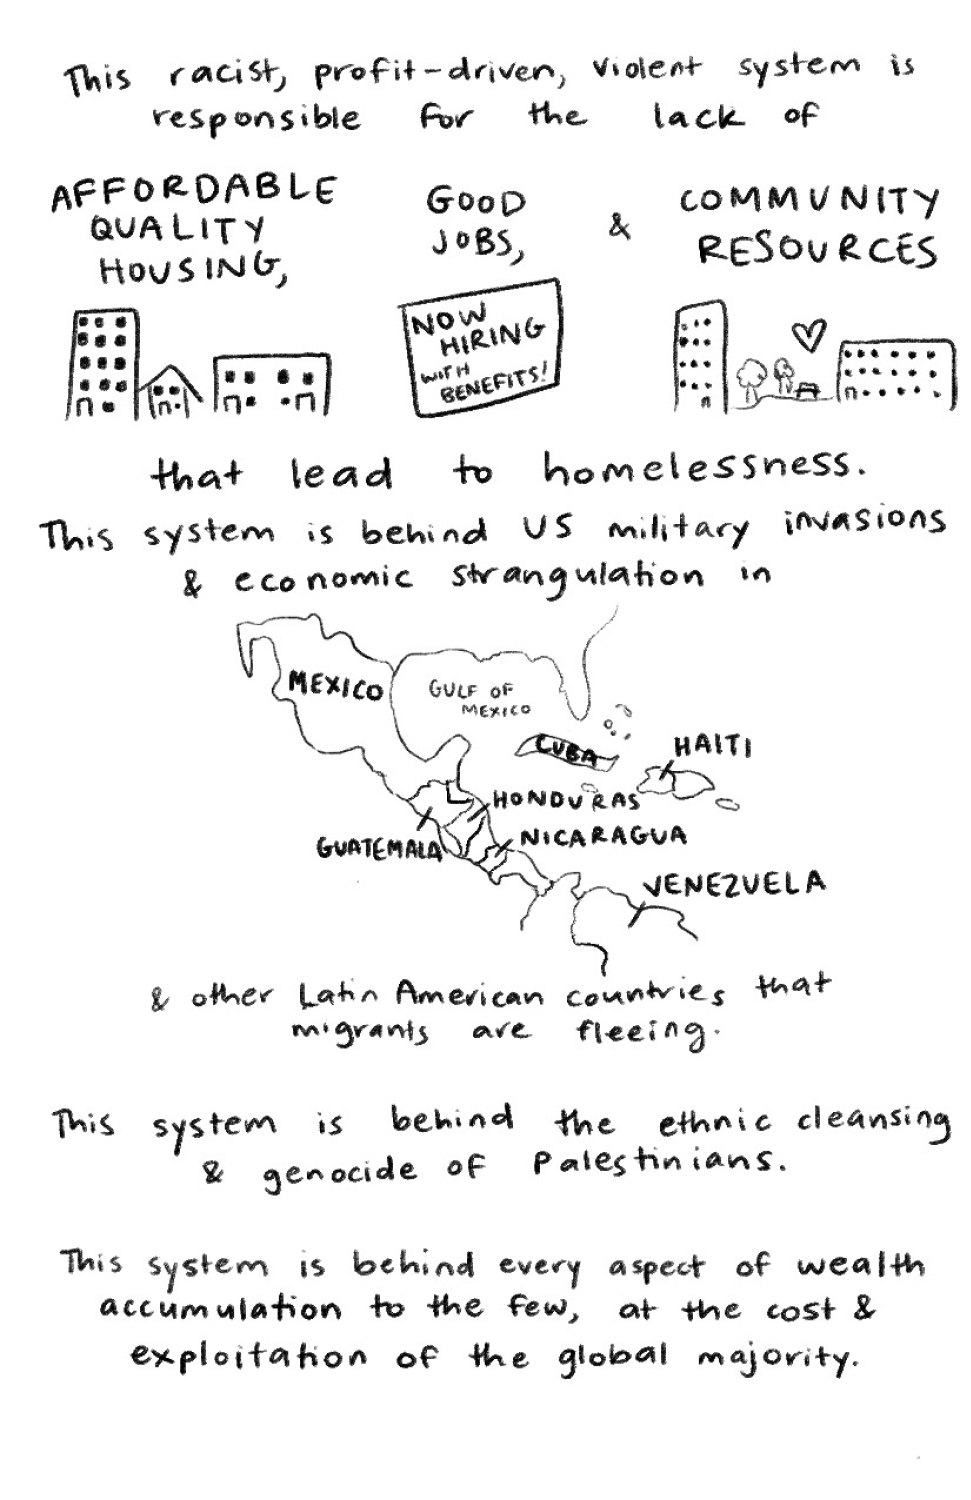 This racist, profit-driven, violent system is
responsible for the lack of
AFFORDABLE
QUALITY
HOUSING,
GOOD
JOBS,
&
COMMUNITY
RESOURCES
NOW
HIRING
WITH
BENEFITS!
that lead to homelessness.
This system is behind US military invasions
& economic strangulation in
MEXICO
GULF OF
MEXICO
CUBA
HAITI
HONDURAS
NICARAGUA
GUATEMALA
VENEZUELA
& other Latin American countries that
migrants are fleeing.
This system is behind the ethnic cleansing
& genocide of Palestinians.
This system is behind every aspect of wealth
accumulation to the few, at the cost &
exploitation of the global majority.